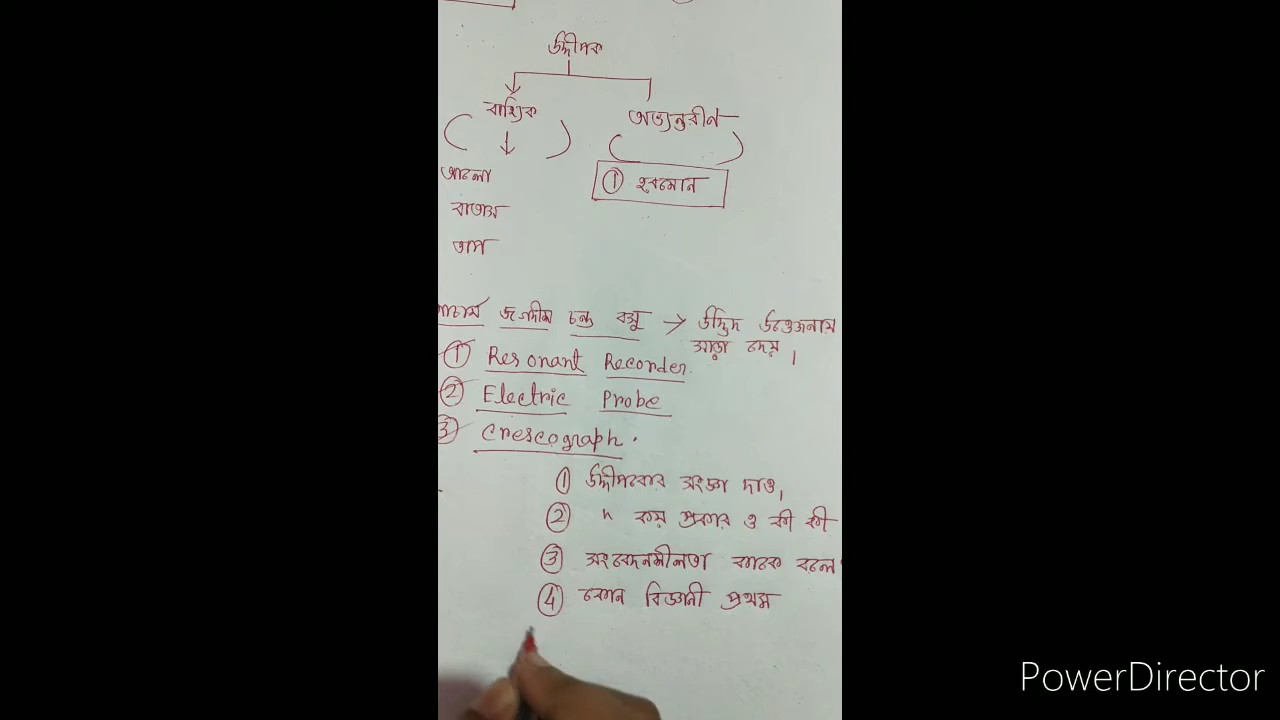 উদ্দীপক
বাহ্যিক
অভ্যন্তরীণ
আলো
① হরমোন
বাতাস
তাপ
আচার্য জগদীশ চন্দ্র বসু → উদ্ভিদ উত্তেজনায়
সাড়া দেয়।
① Resonant Recorder.
② Electric Probe
③ Crescograph.
① উদ্দীপকের সংজ্ঞা দাও,
② " কয় প্রকার ও কী কী
③ সংবেদনশীলতা কাকে বলে
④ কোন বিজ্ঞানী প্রথম
PowerDirector